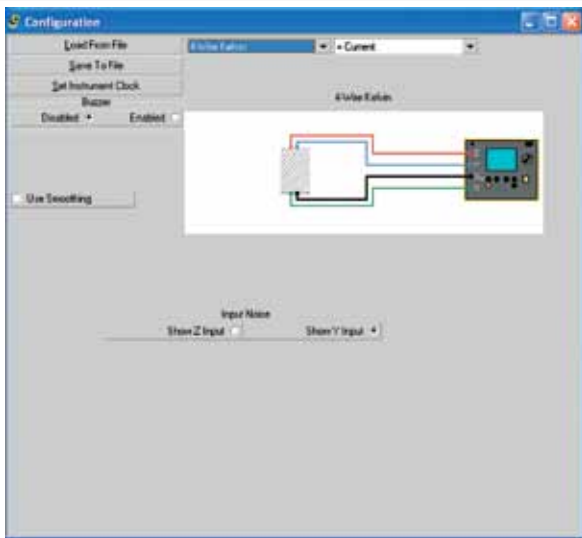 Configuration
Load From File
4-Wire Kelvin
+ Current
Save To File
Set Instrument Clock
Buzzer
4-Wire Kelvin
Disabled
Enabled
Use Smoothing
Input Noise
Show Z Input
Show Y Input